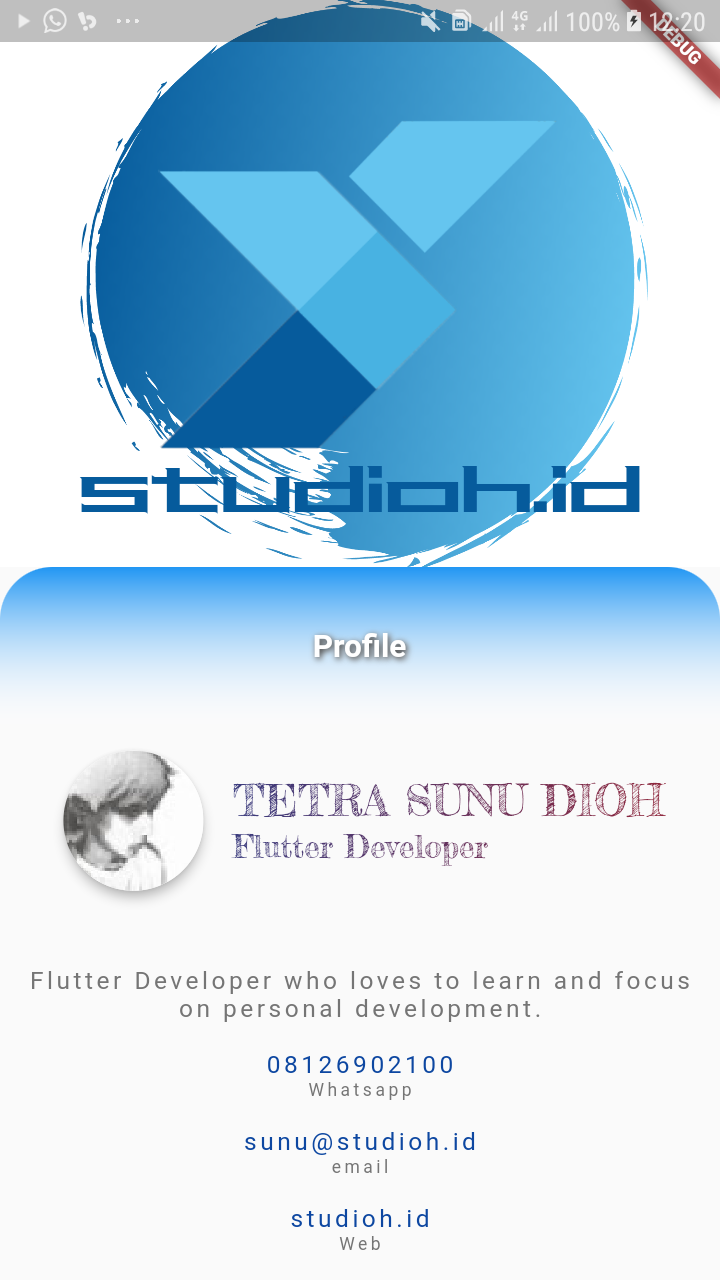 4G 100% 12:20
DEBUG
studioh.id
Profile
TETRA SUNU DIOH
Flutter Developer
Flutter Developer who loves to learn and focus
on personal development.
08126902100
Whatsapp
sunu@studioh.id
email
studioh.id
Web